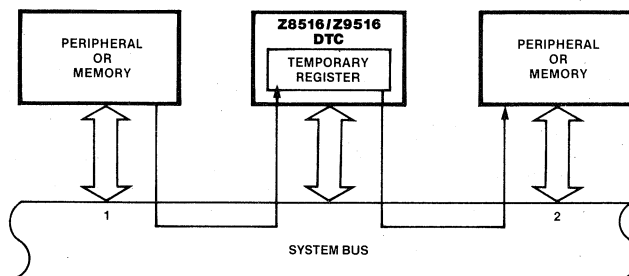 PERIPHERAL
OR
MEMORY
Z8516/Z9516
DTC
TEMPORARY
REGISTER
PERIPHERAL
OR
MEMORY
1
2
SYSTEM BUS